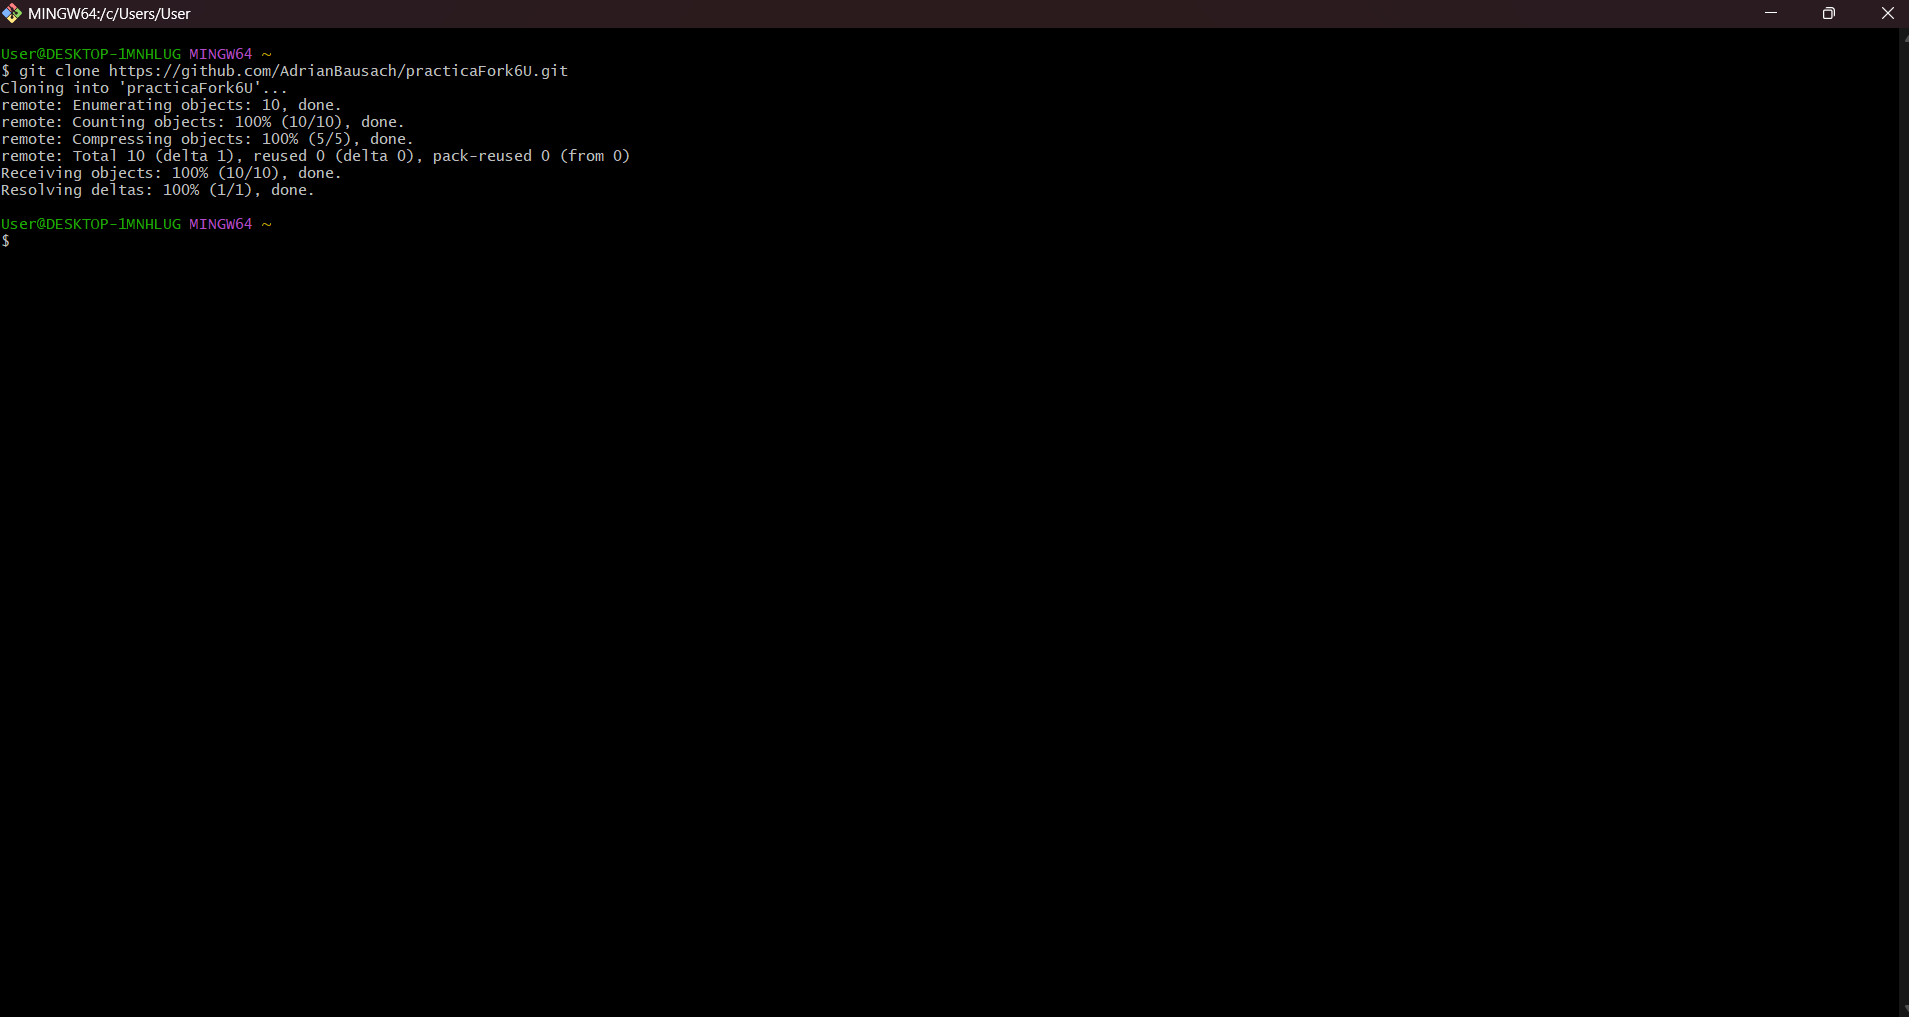 MINGW64:/c/Users/User
User@DESKTOP-1MNHLUG MINGW64 ~
$ git clone https://github.com/AdrianBausach/practicaFork6U.git
Cloning into 'practicaFork6U'...
remote: Enumerating objects: 10, done.
remote: Counting objects: 100% (10/10), done.
remote: Compressing objects: 100% (5/5), done.
remote: Total 10 (delta 1), reused 0 (delta 0), pack-reused 0 (from 0)
Receiving objects: 100% (10/10), done.
Resolving deltas: 100% (1/1), done.
User@DESKTOP-1MNHLUG MINGW64 ~
$